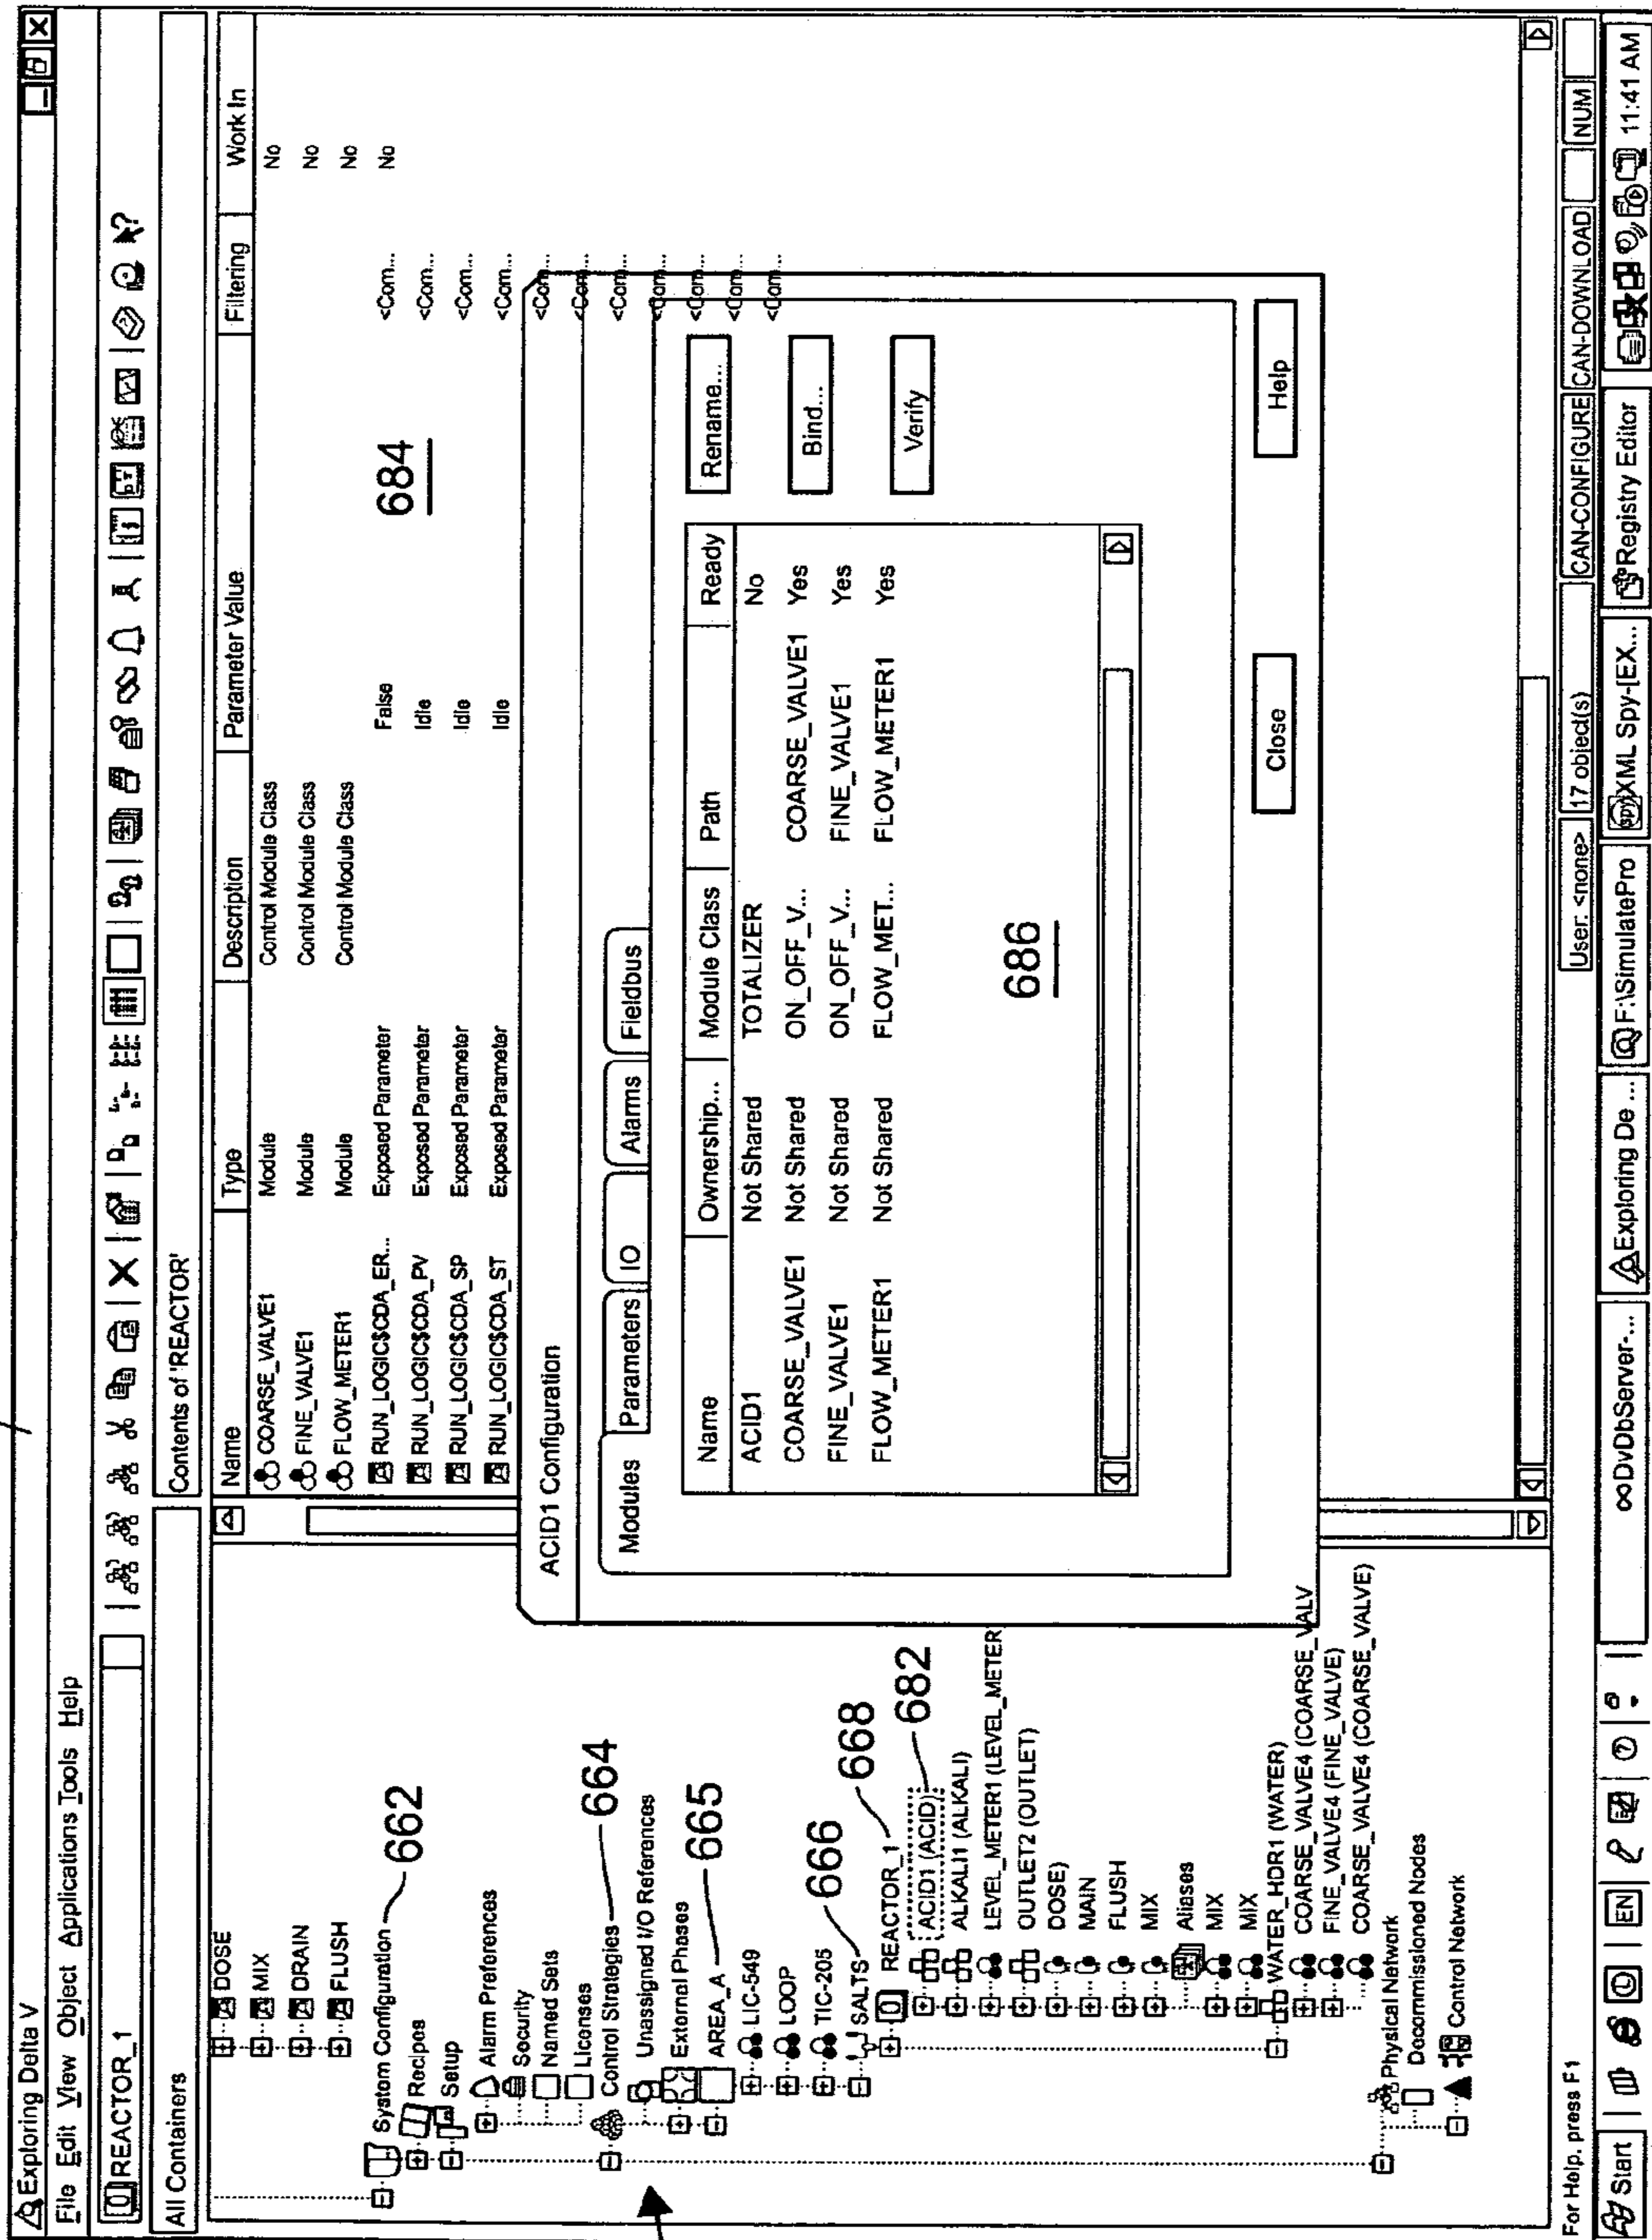 Exploring Delta V
File Edit View Object Applications Tools Help
REACTOR_1
All Containers
Contents of 'REACTOR'
DOSE
MIX
DRAIN
FLUSH
System Configuration
662
Recipes
Setup
Alarm Preferences
Security
Named Sets
Licenses
Control Strategies
664
Unassigned I/O References
External Phases
AREA_A
665
LIC-549
LOOP
TIC-205
SALTS
666
REACTOR_1
668
ACID1 (ACID)
682
ALKALI1 (ALKALI)
LEVEL_METER1 (LEVEL_METER
OUTLET2 (OUTLET)
DOSE)
MAIN
FLUSH
MIX
Aliases
MIX
MIX
WATER_HDR1 (WATER)
COARSE_VALVE4 (COARSE_VALV
FINE_VALVE4 (FINE_VALVE)
COARSE_VALVE4 (COARSE_VALVE)
Physical Network
Decommissioned Nodes
Control Network
Name Type Description Parameter Value Filtering Work In
COARSE_VALVE1 Module Control Module Class No
FINE_VALVE1 Module Control Module Class No
FLOW_METER1 Module Control Module Class No
RUN_LOGIC$CDA_ER... Exposed Parameter False <Com... No
RUN_LOGIC$CDA_PV Exposed Parameter Idle <Com...
RUN_LOGIC$CDA_SP Exposed Parameter Idle <Com...
RUN_LOGIC$CDA_ST Exposed Parameter Idle <Com...
<Com...
<Com...
<Com...
<Com...
<Com...
<Com...
<Com...
684
ACID1 Configuration
Modules Parameters IO Alarms Fieldbus
Name Ownership... Module Class Path Ready
ACID1 Not Shared TOTALIZER No
COARSE_VALVE1 Not Shared ON_OFF_V... COARSE_VALVE1 Yes
FINE_VALVE1 Not Shared ON_OFF_V... FINE_VALVE1 Yes
FLOW_METER1 Not Shared FLOW_MET... FLOW_METER1 Yes
686
Rename...
Bind...
Verify
Close
Help
For Help. press F1
User: <none> 17 object(s) CAN-CONFIGURE CAN-DOWNLOAD NUM
Start EN DvDbServer-... Exploring De ... F:\SimulatePro XML Spy-[EX... Registry Editor 11:41 AM